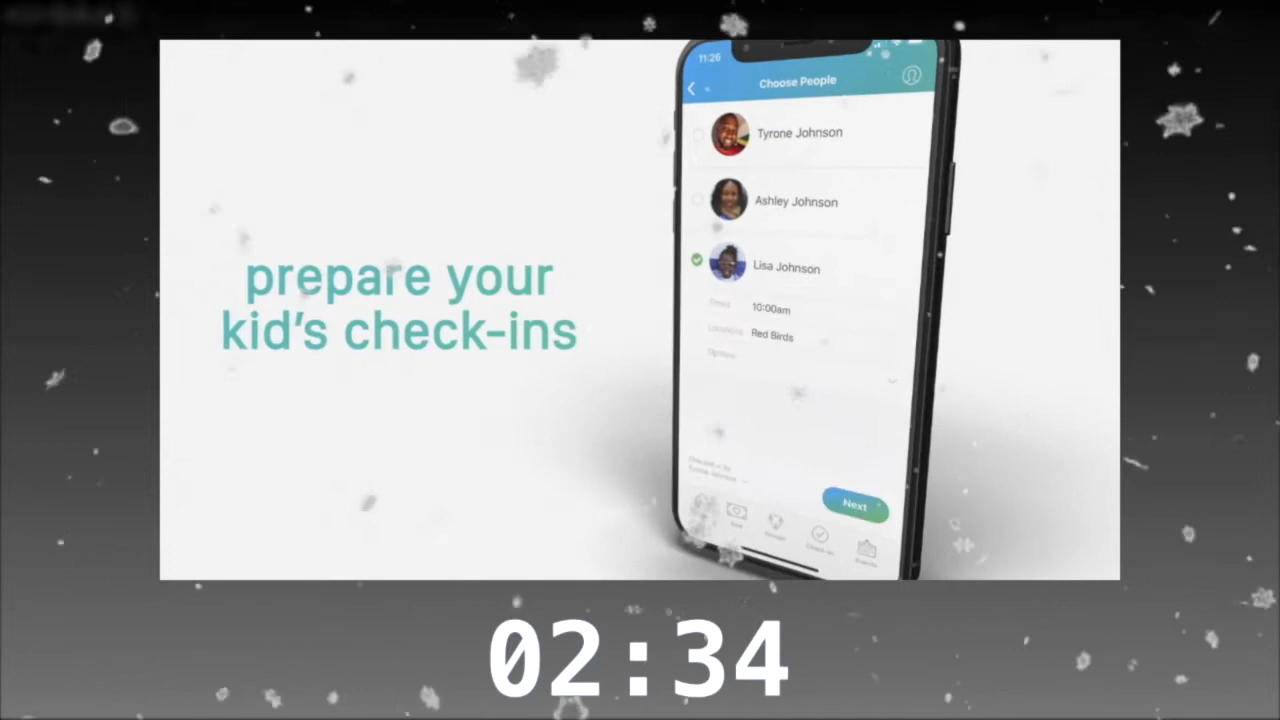 11:26
Choose People
Tyrone Johnson
Ashley Johnson
Lisa Johnson
10:00am
Red Birds
Next
prepare your
kid's check-ins
02:34